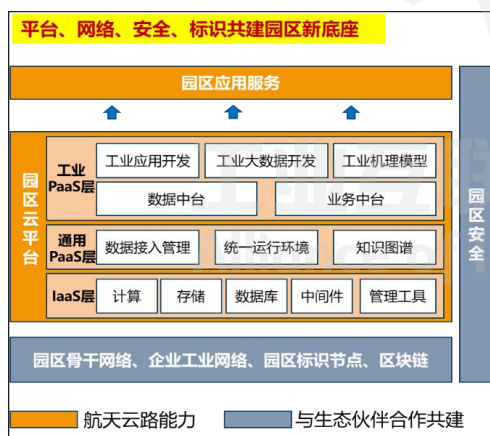 平台、网络、安全、标识共建园区新底座
园区应用服务
园区云平台
工业
PaaS层
工业应用开发
工业大数据开发
工业机理模型
数据中台
业务中台
通用
PaaS层
数据接入管理
统一运行环境
知识图谱
IaaS层
计算
存储
数据库
中间件
管理工具
园区安全
园区骨干网络、企业工业网络、园区标识节点、区块链
航天云路能力
与生态伙伴合作共建